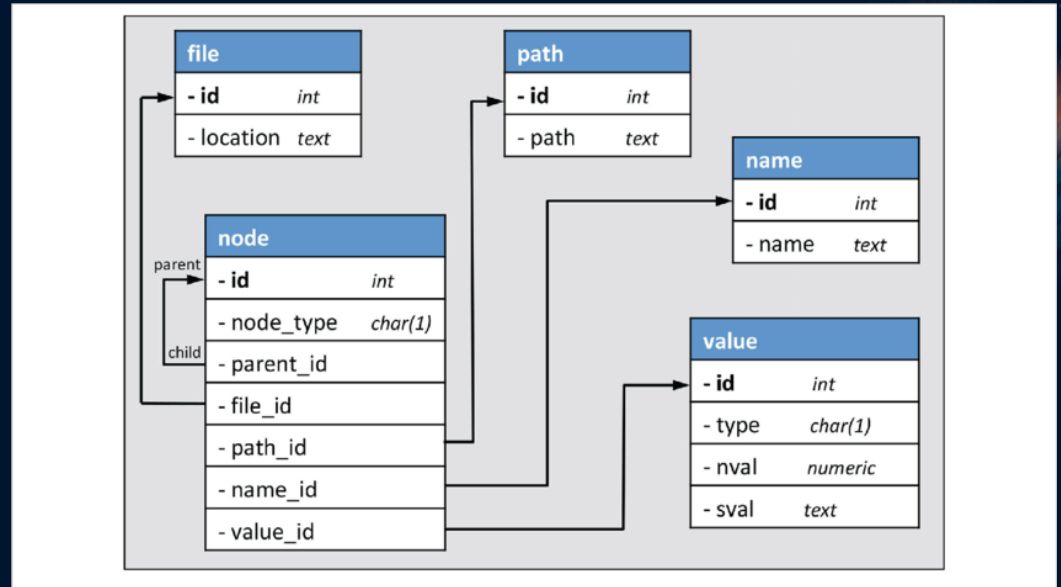 file
- id int
- location text
path
- id int
- path text
name
- id int
- name text
node
parent
- id int
- node_type char(1)
child
- parent_id
- file_id
- path_id
- name_id
- value_id
value
- id int
- type char(1)
- nval numeric
- sval text